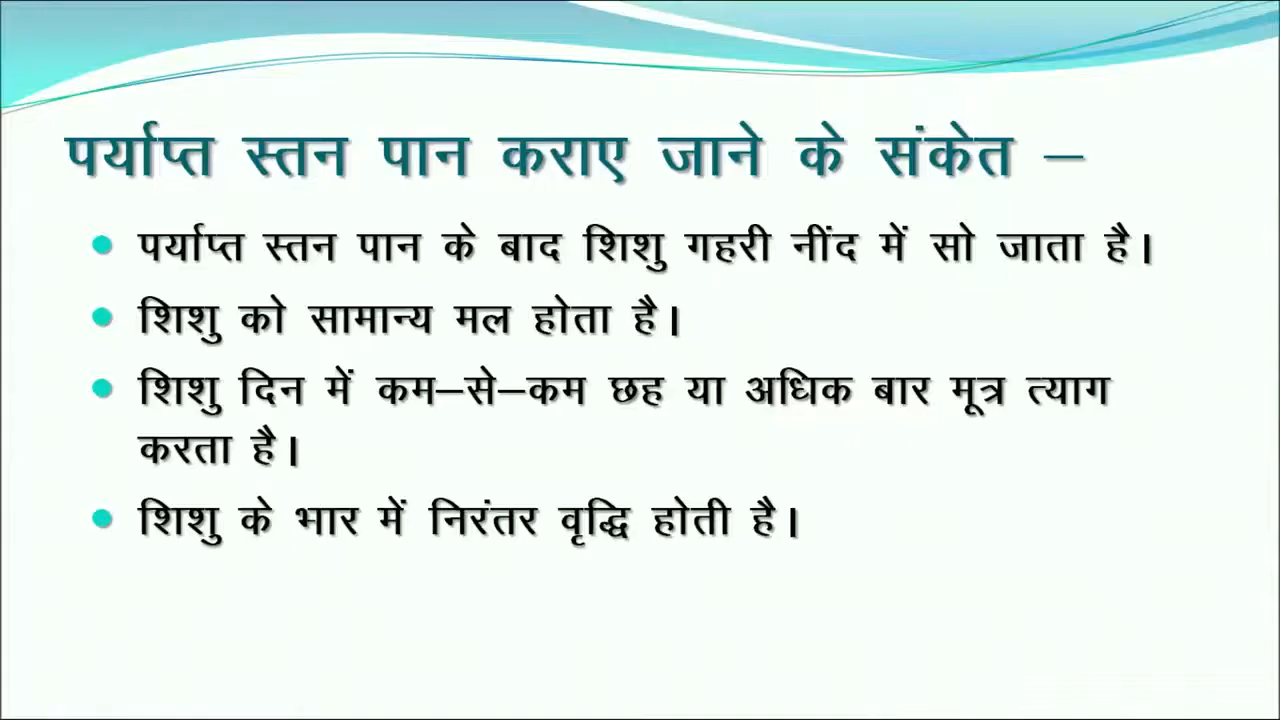 पर्याप्त स्तन पान कराए जाने के संकेत –
पर्याप्त स्तन पान के बाद शिशु गहरी नींद में सो जाता है।
शिशु को सामान्य मल होता है।
शिशु दिन में कम–से–कम छह या अधिक बार मूत्र त्याग
करता है।
शिशु के भार में निरंतर वृद्धि होती है।